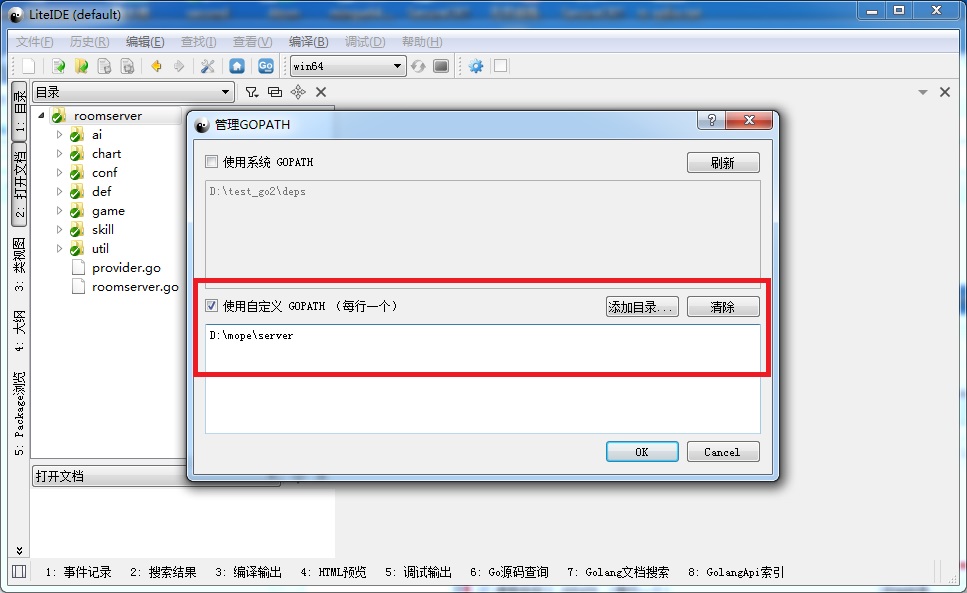 LiteIDE (default)
文件(F) 历史(R) 编辑(E) 查找(I) 查看(V) 编译(B) 调试(D) 帮助(H)
Go win64
1: 目录
2: 打开文档
3: 类视图
4: 大纲
5: Package浏览
目录
roomserver
ai
chart
conf
def
game
skill
util
provider.go
roomserver.go
打开文档
管理GOPATH
使用系统 GOPATH 刷新
D:\test_go2\deps
使用自定义 GOPATH （每行一个） 添加目录... 清除
D:\mope\server
OK Cancel
1: 事件记录 2: 搜索结果 3: 编译输出 4: HTML预览 5: 调试输出 6: Go源码查询 7: Golang文档搜索 8: GolangApi索引